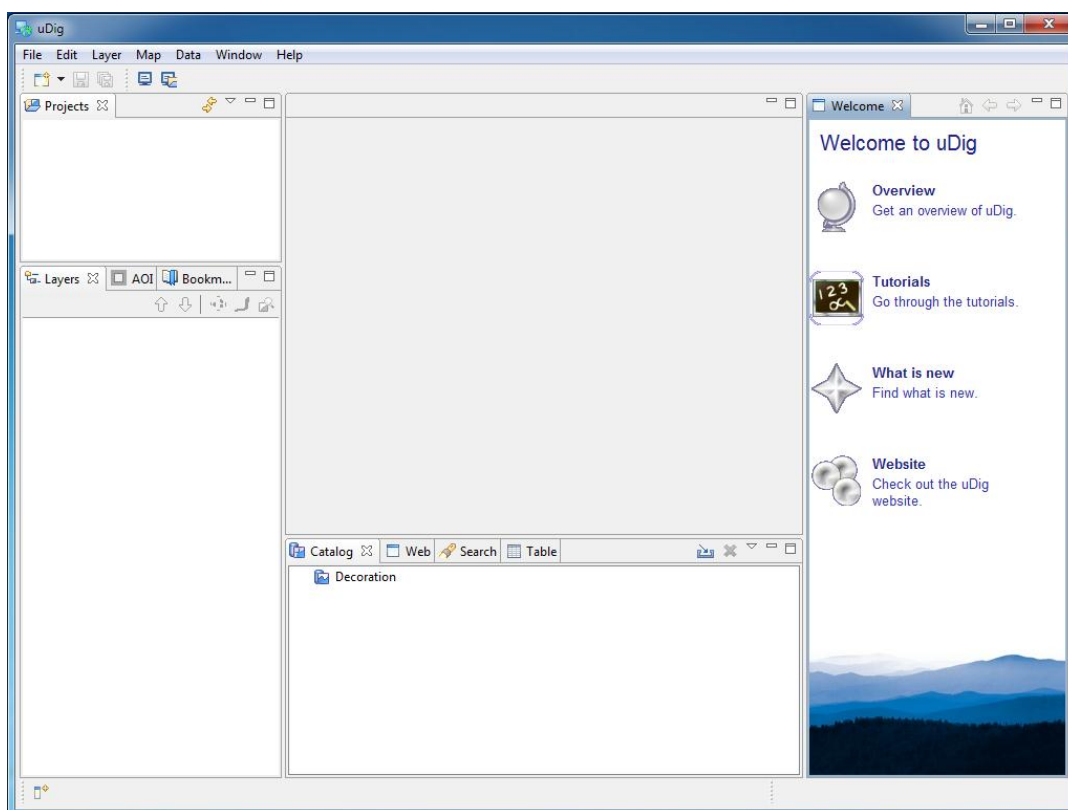 uDig
File Edit Layer Map Data Window Help
Projects
Layers AOI Bookm...
Catalog Web Search Table
Decoration
Welcome
Welcome to uDig
Overview
Get an overview of uDig.
Tutorials
Go through the tutorials.
What is new
Find what is new.
Website
Check out the uDig
website.
123